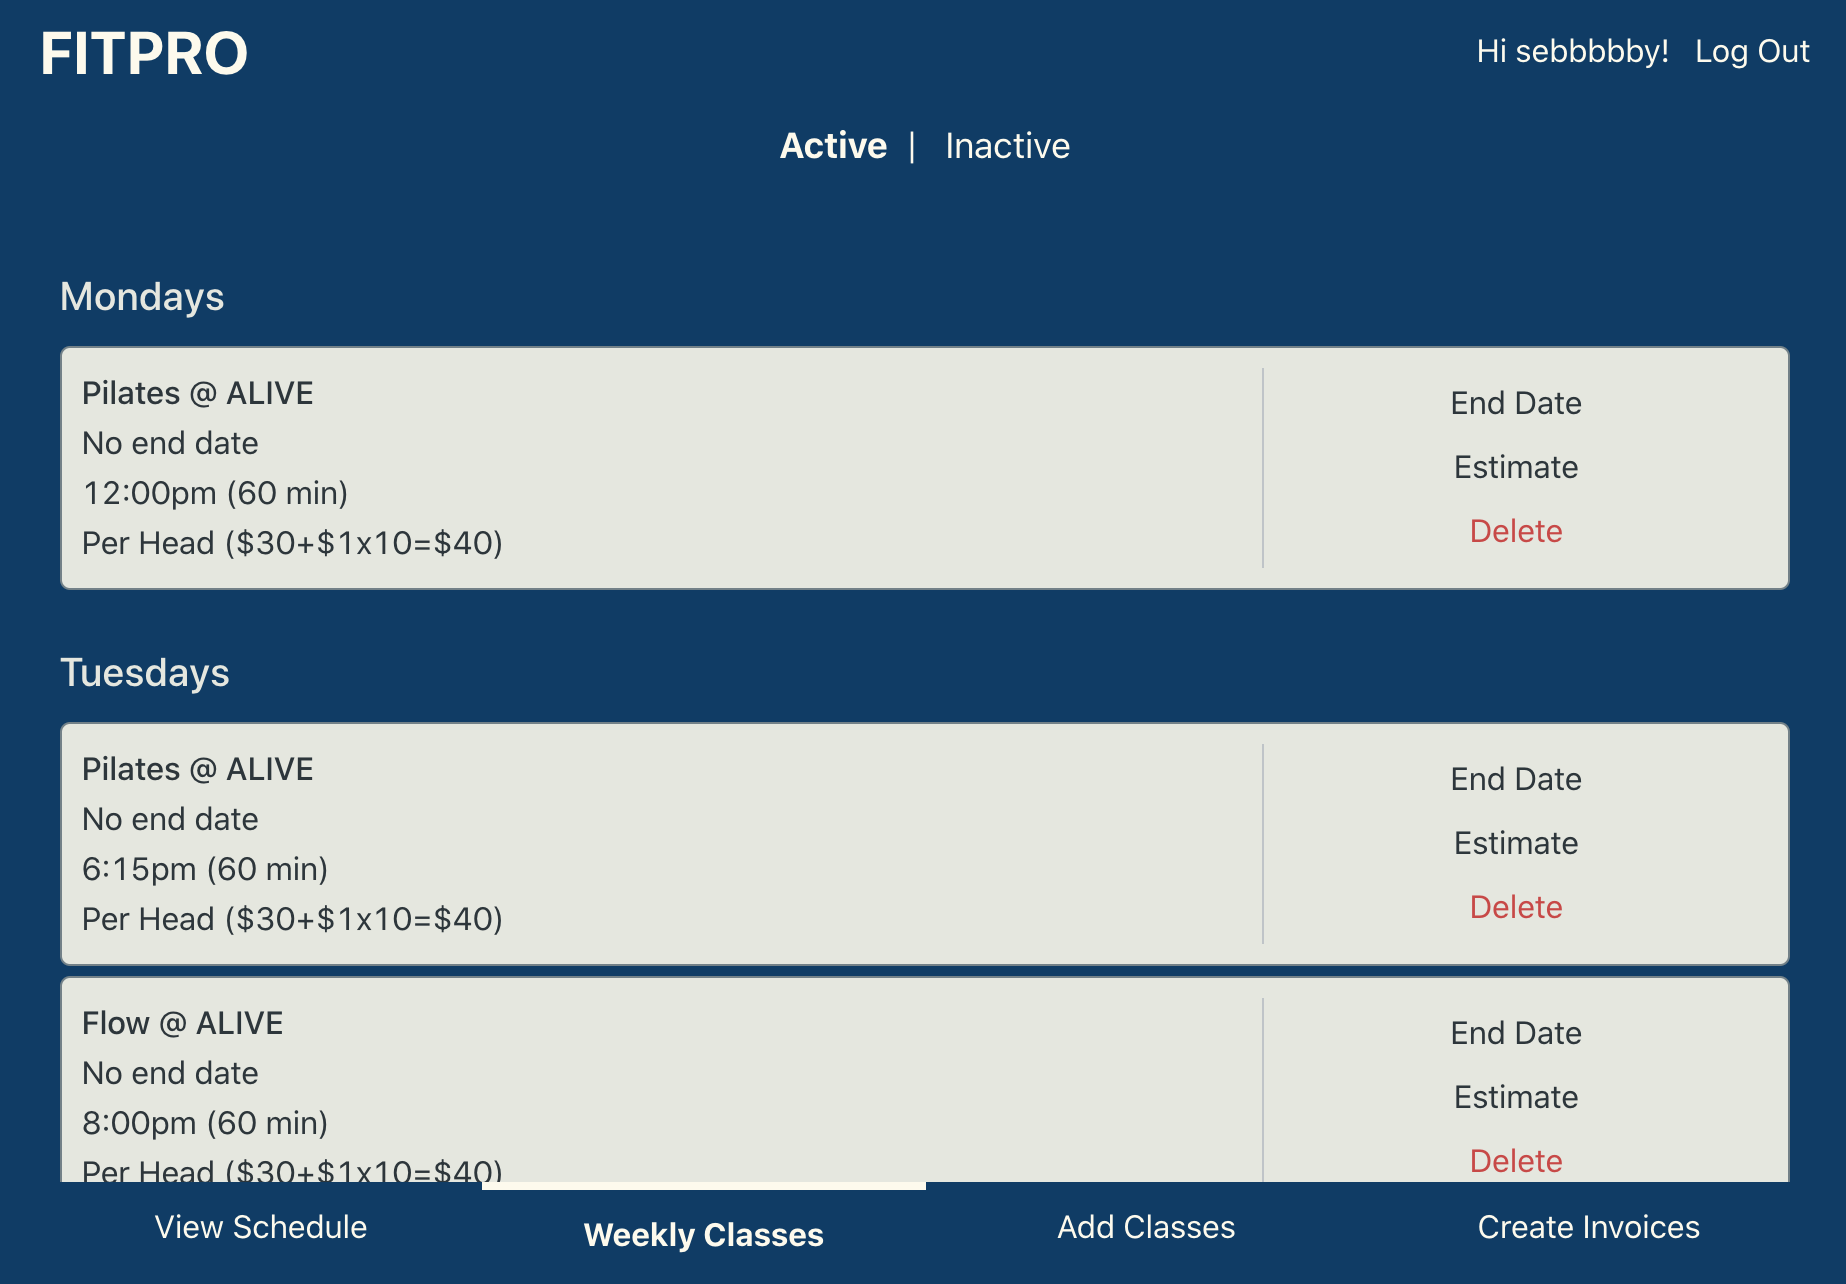 FITPRO
Hi sebbbbby! Log Out
Active | Inactive
Mondays
Pilates @ ALIVE
No end date
12:00pm (60 min)
Per Head ($30+$1x10=$40)
End Date
Estimate
Delete
Tuesdays
Pilates @ ALIVE
No end date
6:15pm (60 min)
Per Head ($30+$1x10=$40)
End Date
Estimate
Delete
Flow @ ALIVE
No end date
8:00pm (60 min)
Per Head ($30+$1x10=$40)
End Date
Estimate
Delete
View Schedule
Weekly Classes
Add Classes
Create Invoices